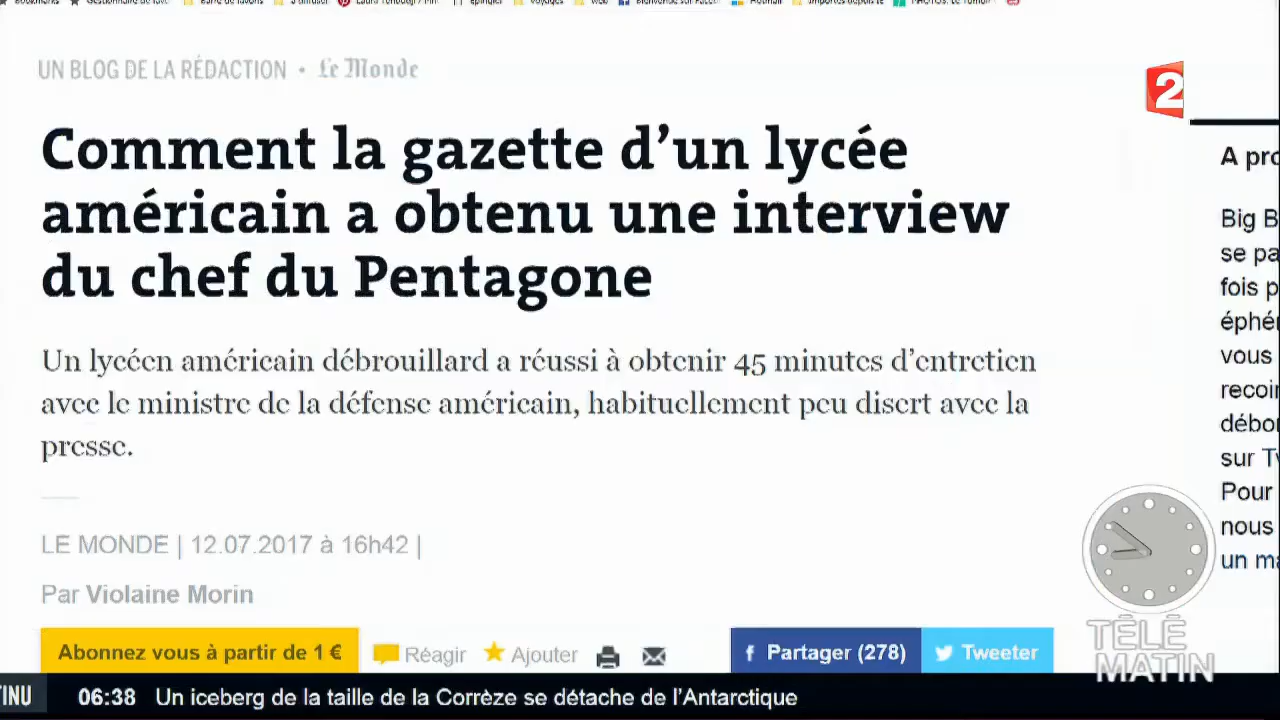 UN BLOG DE LA RÉDACTION • Le Monde
2
Comment la gazette d’un lycée
américain a obtenu une interview
du chef du Pentagone
Un lycéen américain débrouillard a réussi à obtenir 45 minutes d’entretien
avec le ministre de la défense américain, habituellement peu disert avec la
presse.
LE MONDE | 12.07.2017 à 16h42 |
Par Violaine Morin
Abonnez vous à partir de 1 € Réagir Ajouter
f Partager (278) Tweeter
A pro
Big B
se pa
fois p
éphé
vous
recoi
débo
sur Tw
Pour
nous
un ma
TÉLÉ
MATIN
TINU 06:38 Un iceberg de la taille de la Corrèze se détache de l’Antarctique